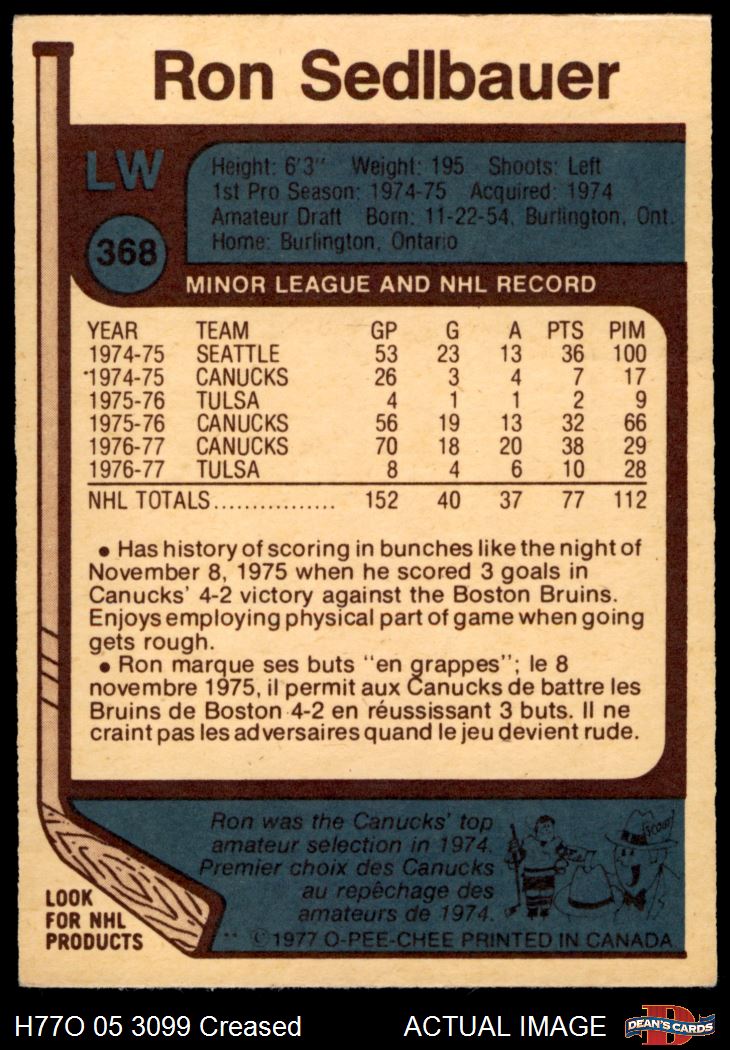 Ron Sedlbauer
LW
Height: 6'3" Weight: 195 Shoots: Left
1st Pro Season: 1974-75 Acquired: 1974
Amateur Draft Born: 11-22-54, Burlington, Ont.
Home: Burlington, Ontario
368
MINOR LEAGUE AND NHL RECORD
YEAR TEAM GP G A PTS PIM
1974-75 SEATTLE 53 23 13 36 100
1974-75 CANUCKS 26 3 4 7 17
1975-76 TULSA 4 1 1 2 9
1975-76 CANUCKS 56 19 13 32 66
1976-77 CANUCKS 70 18 20 38 29
1976-77 TULSA 8 4 6 10 28
NHL TOTALS................ 152 40 37 77 112
● Has history of scoring in bunches like the night of
November 8, 1975 when he scored 3 goals in
Canucks' 4-2 victory against the Boston Bruins.
Enjoys employing physical part of game when going
gets rough.
● Ron marque ses buts "en grappes"; le 8
novembre 1975, il permit aux Canucks de battre les
Bruins de Boston 4-2 en réussissant 3 buts. Il ne
craint pas les adversaires quand le jeu devient rude.
Ron was the Canucks' top
amateur selection in 1974.
Premier choix des Canucks
au repêchage des
amateurs de 1974.
SCOUT
LOOK
FOR NHL
PRODUCTS
** © 1977 O-PEE-CHEE PRINTED IN CANADA
H77O 05 3099 Creased ACTUAL IMAGE
DEAN'S CARDS